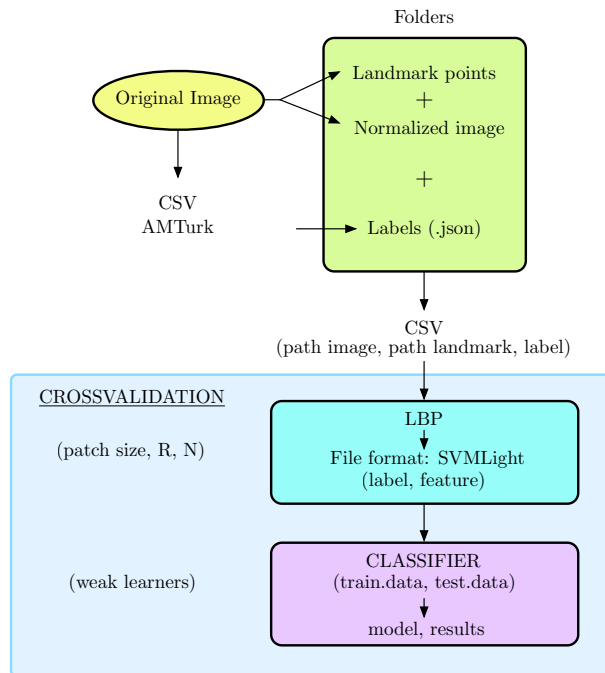 Folders
Original Image
Landmark points
+
Normalized image
+
CSV
AMTurk
Labels (.json)
CSV
(path image, path landmark, label)
CROSSVALIDATION
LBP
(patch size, R, N)
File format: SVMLight
(label, feature)
CLASSIFIER
(weak learners)
(train.data, test.data)
model, results